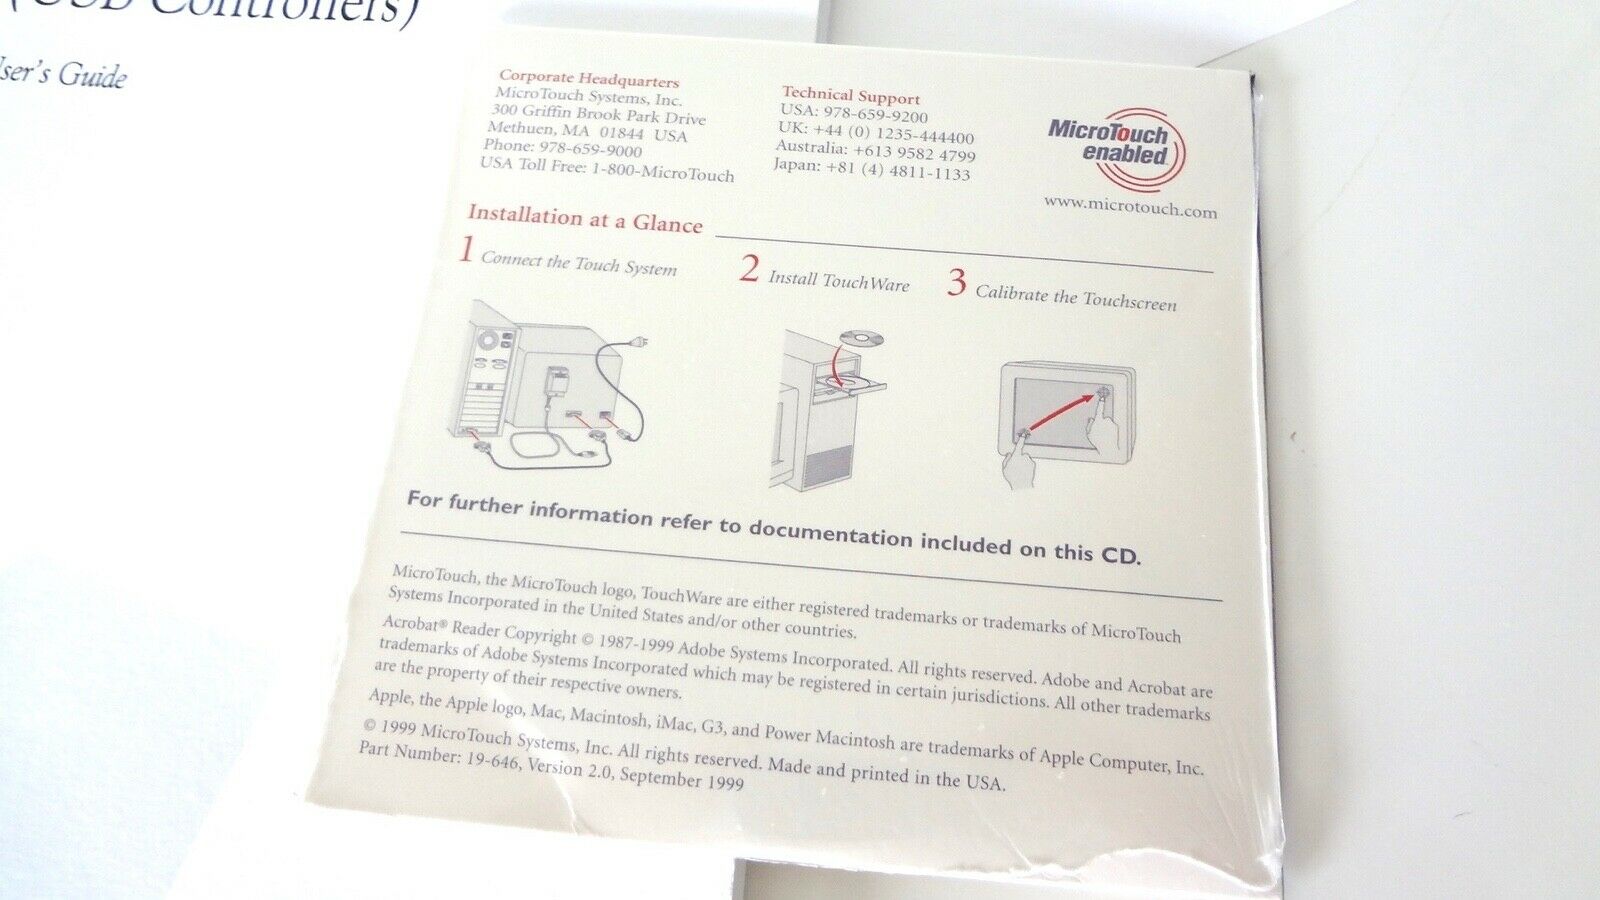 (USB Controllers)
User's Guide
Corporate Headquarters
MicroTouch Systems, Inc.
300 Griffin Brook Park Drive
Methuen, MA 01844 USA
Phone: 978-659-9000
USA Toll Free: 1-800-MicroTouch
Technical Support
USA: 978-659-9200
UK: +44 (0) 1235-444400
Australia: +613 9582 4799
Japan: +81 (4) 4811-1133
MicroTouch
enabled
www.microtouch.com
Installation at a Glance
1 Connect the Touch System
2 Install TouchWare
3 Calibrate the Touchscreen
For further information refer to documentation included on this CD.
MicroTouch, the MicroTouch logo, TouchWare are either registered trademarks or trademarks of MicroTouch
Systems Incorporated in the United States and/or other countries.
Acrobat® Reader Copyright © 1987-1999 Adobe Systems Incorporated. All rights reserved. Adobe and Acrobat are
trademarks of Adobe Systems Incorporated which may be registered in certain jurisdictions. All other trademarks
are the property of their respective owners.
Apple, the Apple logo, Mac, Macintosh, iMac, G3, and Power Macintosh are trademarks of Apple Computer, Inc.
© 1999 MicroTouch Systems, Inc. All rights reserved. Made and printed in the USA.
Part Number: 19-646, Version 2.0, September 1999